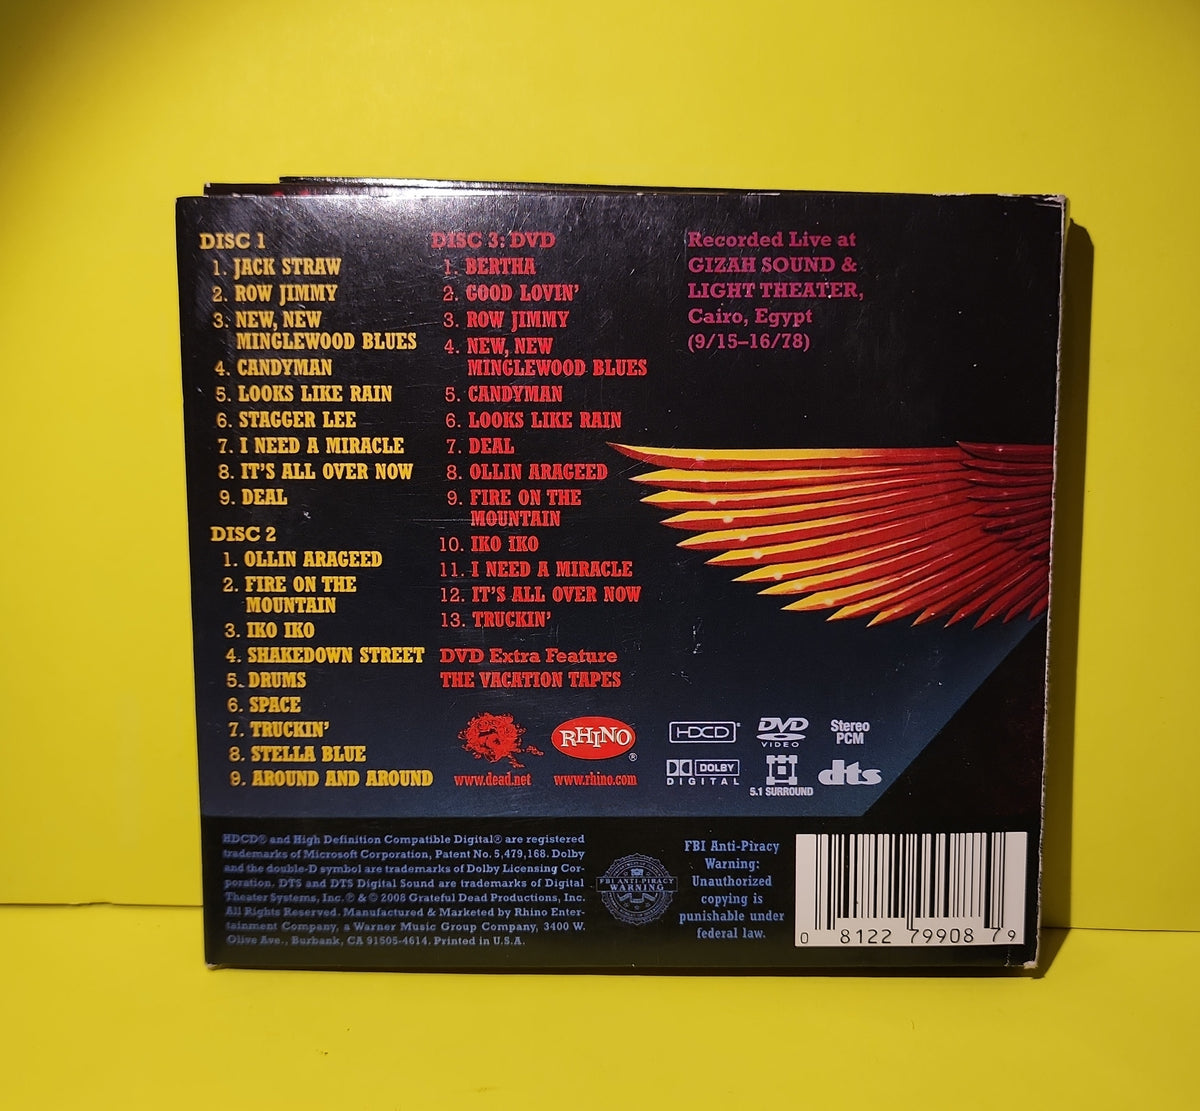 DISC 1
1. JACK STRAW
2. ROW JIMMY
3. NEW, NEW
MINGLEWOOD BLUES
4. CANDYMAN
5. LOOKS LIKE RAIN
6. STAGGER LEE
7. I NEED A MIRACLE
8. IT'S ALL OVER NOW
9. DEAL
DISC 2
1. OLLIN ARAGEED
2. FIRE ON THE
MOUNTAIN
3. IKO IKO
4. SHAKEDOWN STREET
5. DRUMS
6. SPACE
7. TRUCKIN'
8. STELLA BLUE
9. AROUND AND AROUND
DISC 3: DVD
1. BERTHA
2. GOOD LOVIN'
3. ROW JIMMY
4. NEW, NEW
MINGLEWOOD BLUES
5. CANDYMAN
6. LOOKS LIKE RAIN
7. DEAL
8. OLLIN ARAGEED
9. FIRE ON THE
MOUNTAIN
10. IKO IKO
11. I NEED A MIRACLE
12. IT'S ALL OVER NOW
13. TRUCKIN'
DVD Extra Feature
THE VACATION TAPES
Recorded Live at
GIZAH SOUND &
LIGHT THEATER,
Cairo, Egypt
(9/15–16/78)
www.dead.net
RHINO®
www.rhino.com
HDCD®
DVD
VIDEO
Stereo
PCM
DOLBY
DIGITAL
5.1 SURROUND
dts
HDCD® and High Definition Compatible Digital® are registered
trademarks of Microsoft Corporation, Patent No. 5,479,168. Dolby
and the double-D symbol are trademarks of Dolby Licensing Cor-
poration. DTS and DTS Digital Sound are trademarks of Digital
Theater Systems, Inc. ℗ & © 2008 Grateful Dead Productions, Inc.
All Rights Reserved. Manufactured & Marketed by Rhino Enter-
tainment Company, a Warner Music Group Company, 3400 W.
Olive Ave., Burbank, CA 91505-4614. Printed in U.S.A.
FBI ANTI-PIRACY
WARNING
FBI Anti-Piracy
Warning:
Unauthorized
copying is
punishable under
federal law.
0 81227 99087 9